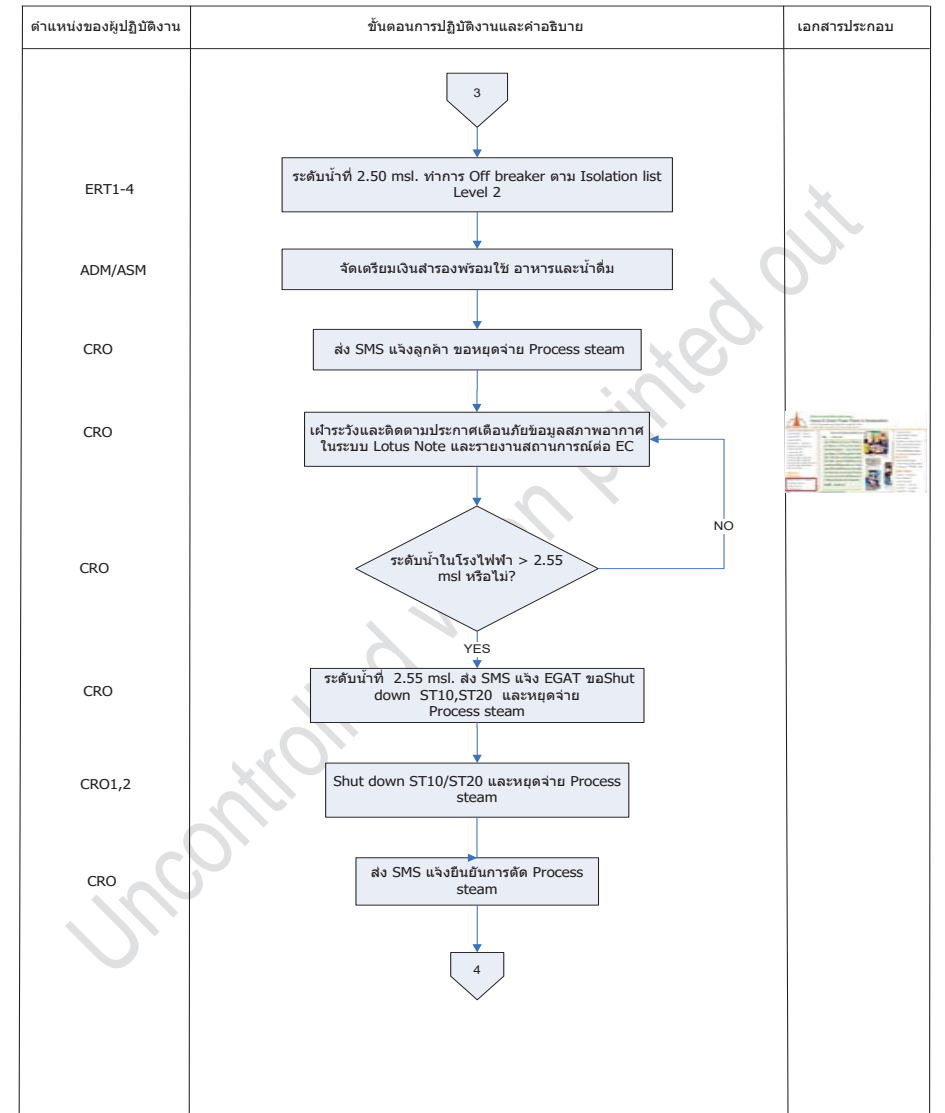 ตำแหน่งของผู้ปฏิบัติงาน
ขั้นตอนการปฏิบัติงานและคำอธิบาย
เอกสารประกอบ
3
ERT1-4
ระดับน้ำที่ 2.50 msl. ทำการ Off breaker ตาม Isolation list
Level 2
ADM/ASM
จัดเตรียมเงินสำรองพร้อมใช้ อาหารและน้ำดื่ม
CRO
ส่ง SMS แจ้งลูกค้า ขอหยุดจ่าย Process steam
CRO
เฝ้าระวังและติดตามประกาศเตือนภัยข้อมูลสภาพอากาศ
ในระบบ Lotus Note และรายงานสถานการณ์ต่อ EC
NO
CRO
ระดับน้ำในโรงไฟฟ้า > 2.55
msl หรือไม่?
YES
CRO
ระดับน้ำที่ 2.55 msl. ส่ง SMS แจ้ง EGAT ขอShut
down ST10,ST20 และหยุดจ่าย
Process steam
CRO1,2
Shut down ST10/ST20 และหยุดจ่าย Process
steam
CRO
ส่ง SMS แจ้งยืนยันการตัด Process
steam
4
Uncontrolled when printed out